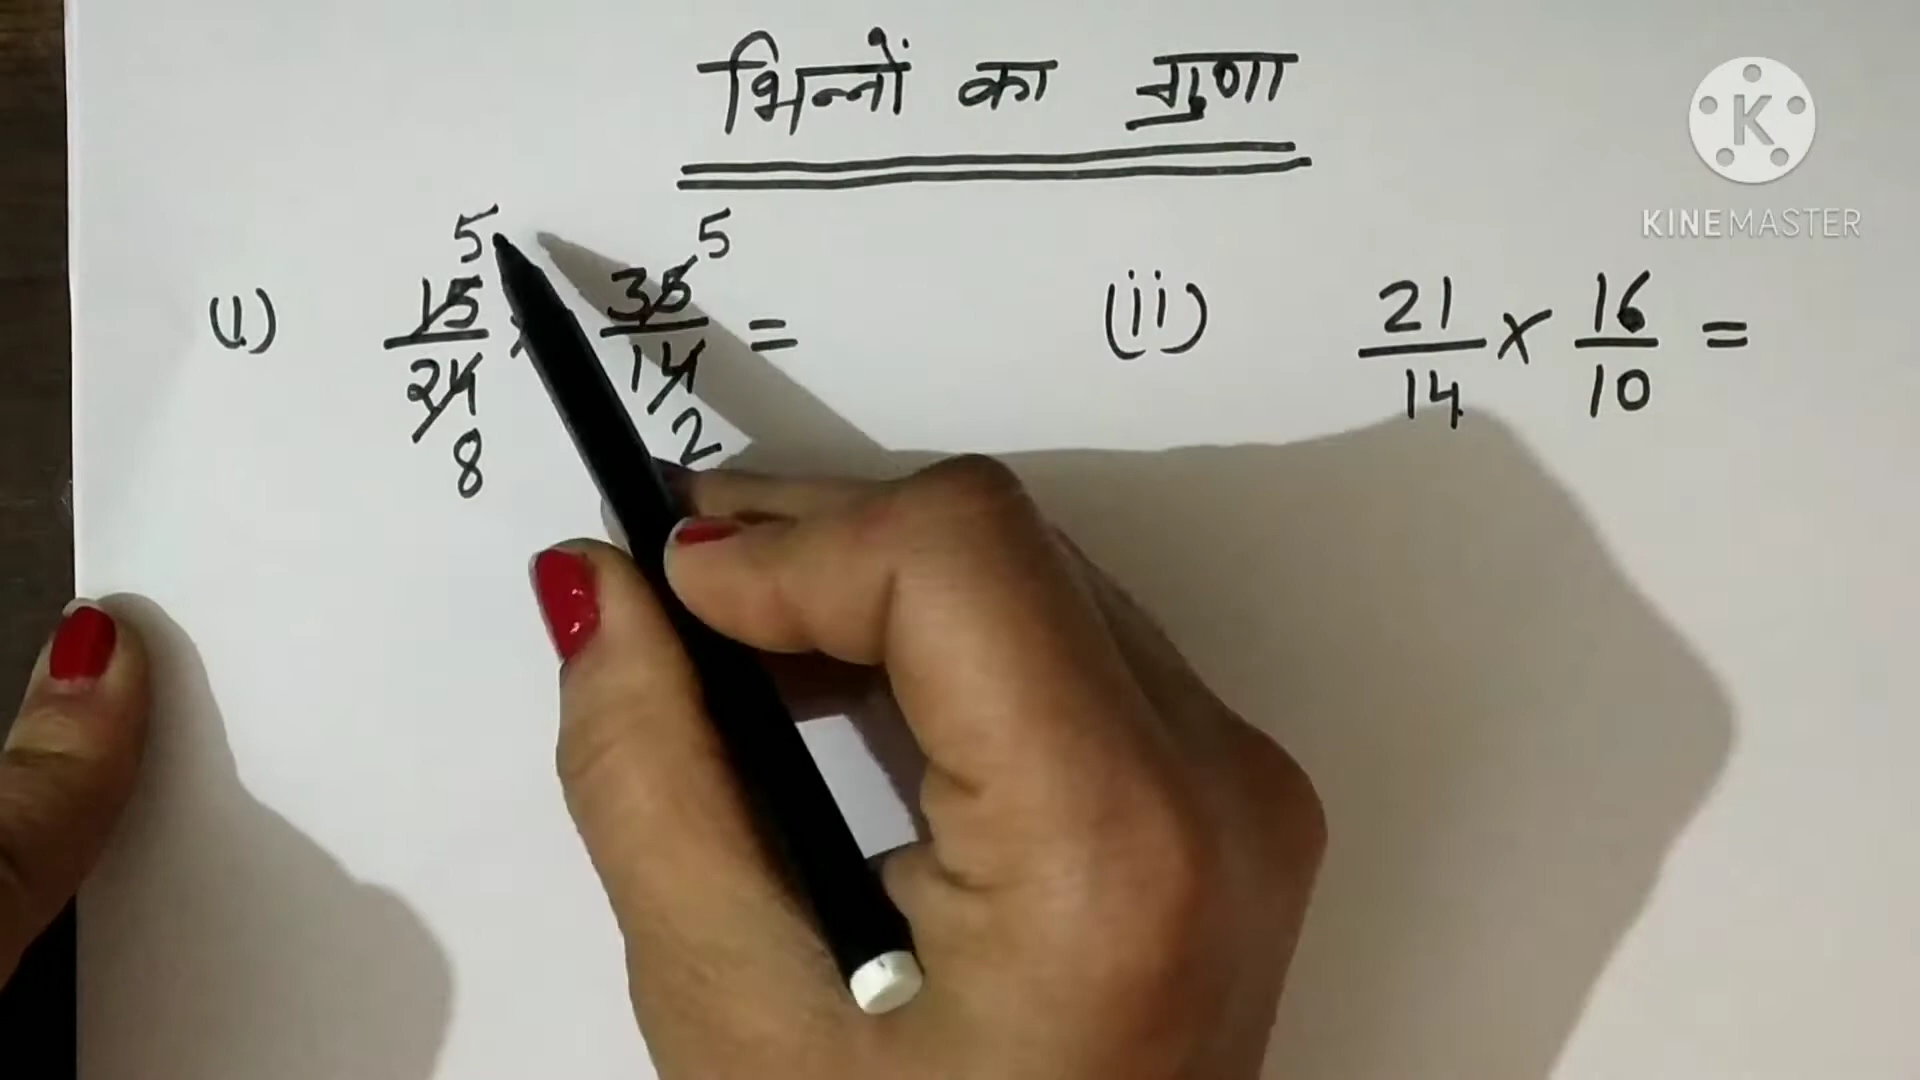 भिन्नों का गुणा
KINEMASTER
5 5
(i) 15/24 × 35/14 =
8 2
(ii) 21/14 × 16/10 =